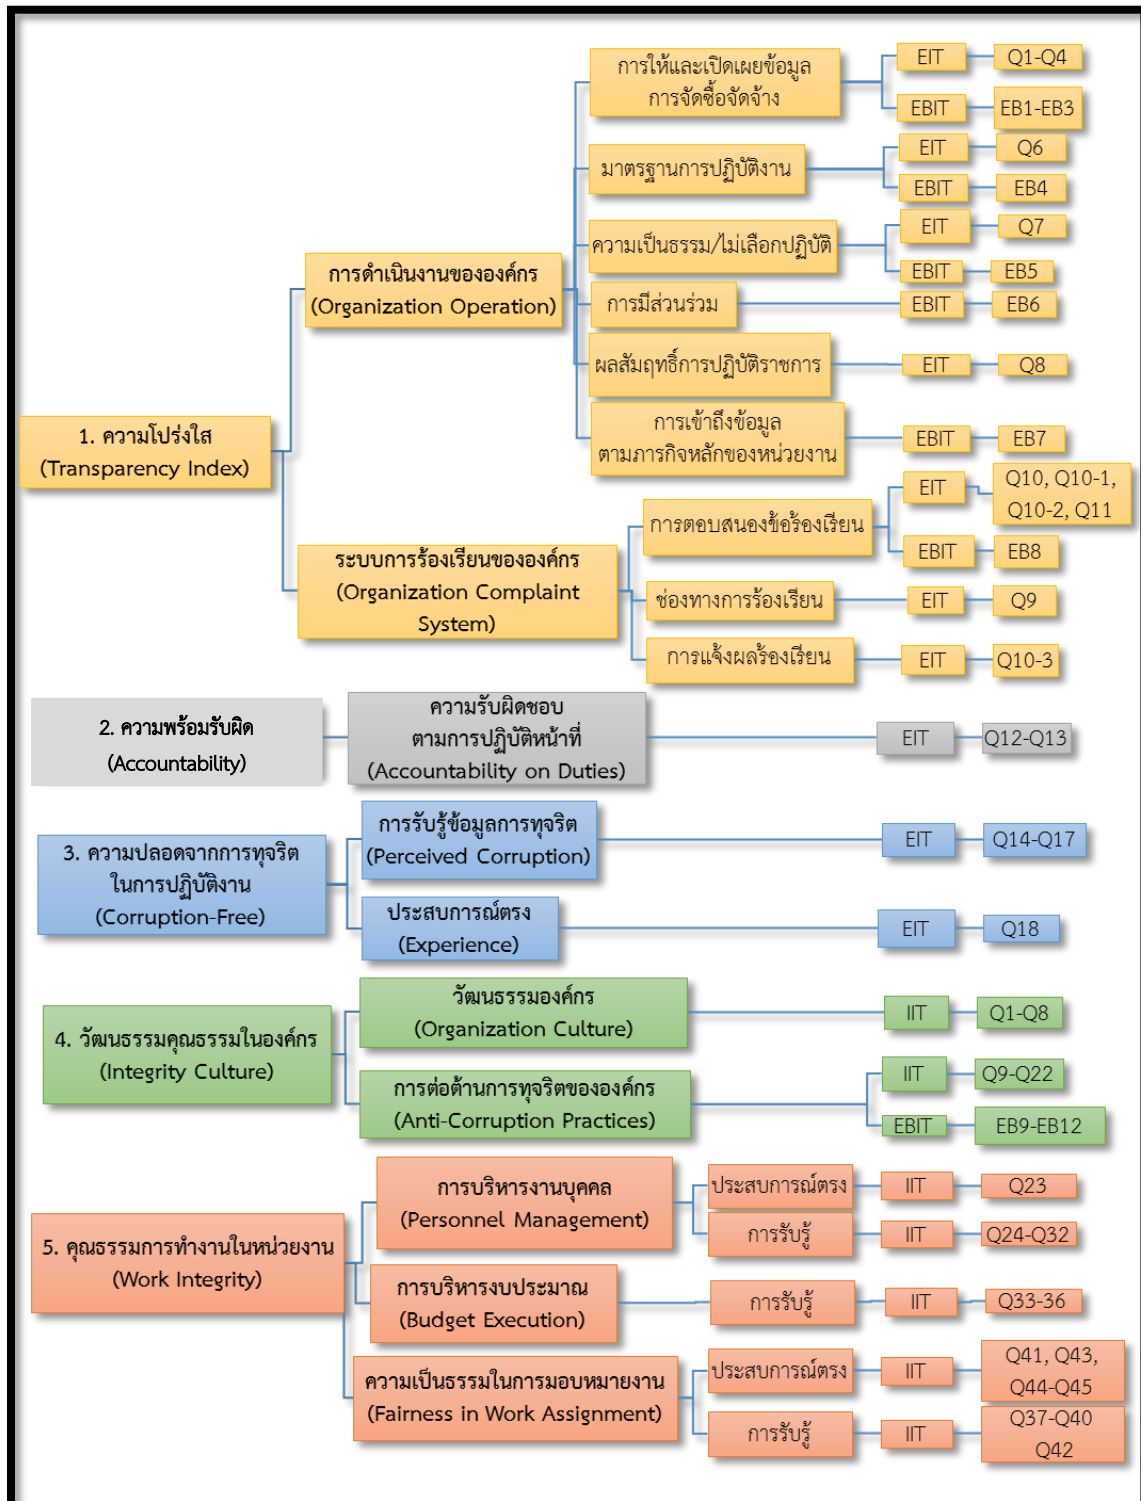 การให้และเปิดเผยข้อมูล
การจัดซื้อจัดจ้าง
EIT
Q1-Q4
EBIT
EB1-EB3
มาตรฐานการปฏิบัติงาน
EIT
Q6
EBIT
EB4
ความเป็นธรรม/ไม่เลือกปฏิบัติ
EIT
Q7
EBIT
EB5
การดำเนินงานขององค์กร
(Organization Operation)
การมีส่วนร่วม
EBIT
EB6
ผลสัมฤทธิ์การปฏิบัติราชการ
EIT
Q8
การเข้าถึงข้อมูล
ตามภารกิจหลักของหน่วยงาน
EBIT
EB7
1. ความโปร่งใส
(Transparency Index)
ระบบการร้องเรียนขององค์กร
(Organization Complaint
System)
การตอบสนองข้อร้องเรียน
EIT
Q10, Q10-1,
Q10-2, Q11
EBIT
EB8
ช่องทางการร้องเรียน
EIT
Q9
การแจ้งผลร้องเรียน
EIT
Q10-3
2. ความพร้อมรับผิด
(Accountability)
ความรับผิดชอบ
ตามการปฏิบัติหน้าที่
(Accountability on Duties)
EIT
Q12-Q13
3. ความปลอดจากการทุจริต
ในการปฏิบัติงาน
(Corruption-Free)
การรับรู้ข้อมูลการทุจริต
(Perceived Corruption)
EIT
Q14-Q17
ประสบการณ์ตรง
(Experience)
EIT
Q18
4. วัฒนธรรมคุณธรรมในองค์กร
(Integrity Culture)
วัฒนธรรมองค์กร
(Organization Culture)
IIT
Q1-Q8
การต่อต้านการทุจริตขององค์กร
(Anti-Corruption Practices)
IIT
Q9-Q22
EBIT
EB9-EB12
5. คุณธรรมการทำงานในหน่วยงาน
(Work Integrity)
การบริหารงานบุคคล
(Personnel Management)
ประสบการณ์ตรง
IIT
Q23
การรับรู้
IIT
Q24-Q32
การบริหารงบประมาณ
(Budget Execution)
การรับรู้
IIT
Q33-36
ความเป็นธรรมในการมอบหมายงาน
(Fairness in Work Assignment)
ประสบการณ์ตรง
IIT
Q41, Q43,
Q44-Q45
การรับรู้
IIT
Q37-Q40
Q42